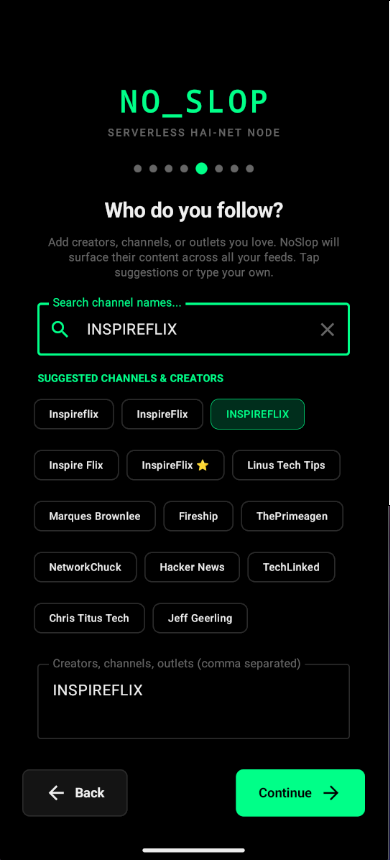 NO_SLOP
SERVERLESS HAI-NET NODE
Who do you follow?
Add creators, channels, or outlets you love. NoSlop will
surface their content across all your feeds. Tap
suggestions or type your own.
Search channel names...
INSPIREFLIX
SUGGESTED CHANNELS & CREATORS
Inspireflix InspireFlix INSPIREFLIX
Inspire Flix InspireFlix ⭐ Linus Tech Tips
Marques Brownlee Fireship ThePrimeagen
NetworkChuck Hacker News TechLinked
Chris Titus Tech Jeff Geerling
Creators, channels, outlets (comma separated)
INSPIREFLIX
Back Continue